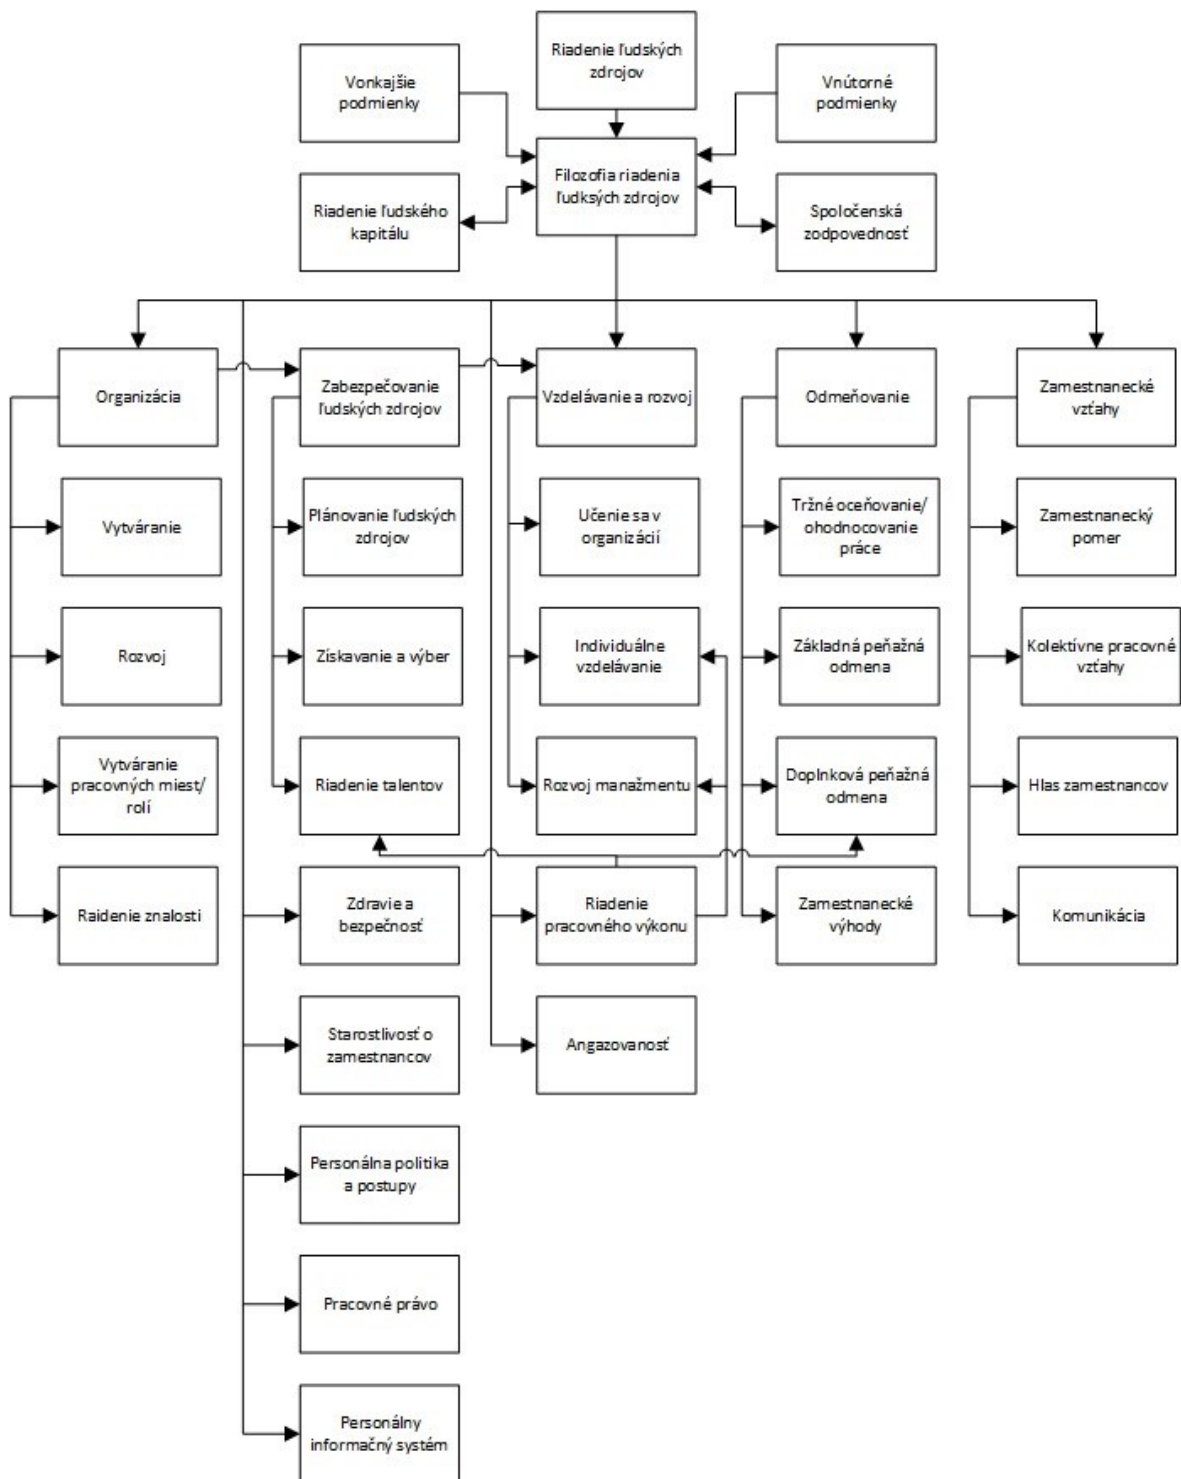 Riadenie ľudských
zdrojov
Vonkajšie
podmienky
Vnútorné
podmienky
Filozofia riadenia
ľudksých zdrojov
Riadenie ľudského
kapitálu
Spoločenská
zodpovednosť
Organizácia
Zabezpečovanie
ľudských zdrojov
Vzdelávanie a rozvoj
Odmeňovanie
Zamestnanecké
vzťahy
Vytváranie
Plánovanie ľudských
zdrojov
Učenie sa v
organizácií
Tržné oceňovanie/
ohodnocovanie
práce
Zamestnanecký
pomer
Rozvoj
Získavanie a výber
Individuálne
vzdelávanie
Základná peňažná
odmena
Kolektívne pracovné
vzťahy
Vytváranie
pracovných miest/
rolí
Riadenie talentov
Rozvoj manažmentu
Doplnková peňažná
odmena
Hlas zamestnancov
Raidenie znalosti
Zdravie a
bezpečnosť
Riadenie
pracovného výkonu
Zamestnanecké
výhody
Komunikácia
Starostlivosť o
zamestnancov
Angazovanosť
Personálna politika
a postupy
Pracovné právo
Personálny
informačný systém